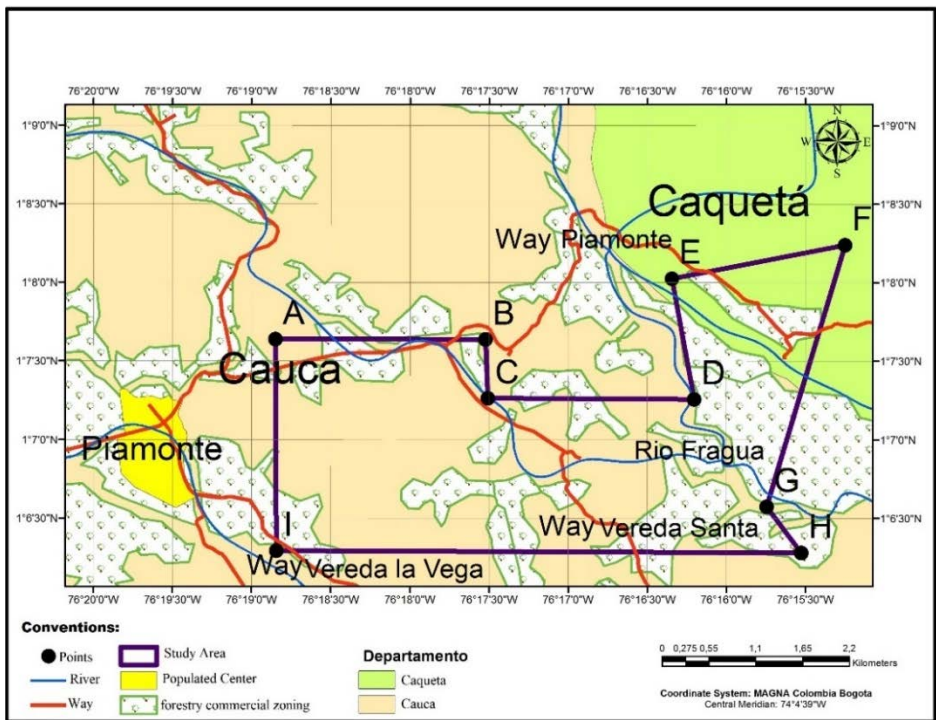 76°20'0"W 76°19'30"W 76°19'0"W 76°18'30"W 76°18'0"W 76°17'30"W 76°17'0"W 76°16'30"W 76°16'0"W 76°15'30"W
1°9'0"N 1°9'0"N
N
W E
S
1°8'30"N 1°8'30"N
Caquetá
F
Way Piamonte
E
1°8'0"N 1°8'0"N
A B
1°7'30"N 1°7'30"N
Cauca
C D
1°7'0"N 1°7'0"N
Piamonte
Rio Fragua
G
1°6'30"N 1°6'30"N
I
Way Vereda Santa
H
Way Vereda la Vega
76°20'0"W 76°19'30"W 76°19'0"W 76°18'30"W 76°18'0"W 76°17'30"W 76°17'0"W 76°16'30"W 76°16'0"W 76°15'30"W
Conventions:
Points
River
Way
Study Area
Populated Center
forestry commercial zoning
Departamento
Caqueta
Cauca
0 0,275 0,55 1,1 1,65 2,2
Kilometers
Coordinate System: MAGNA Colombia Bogota
Central Meridian: 74°4'39"W